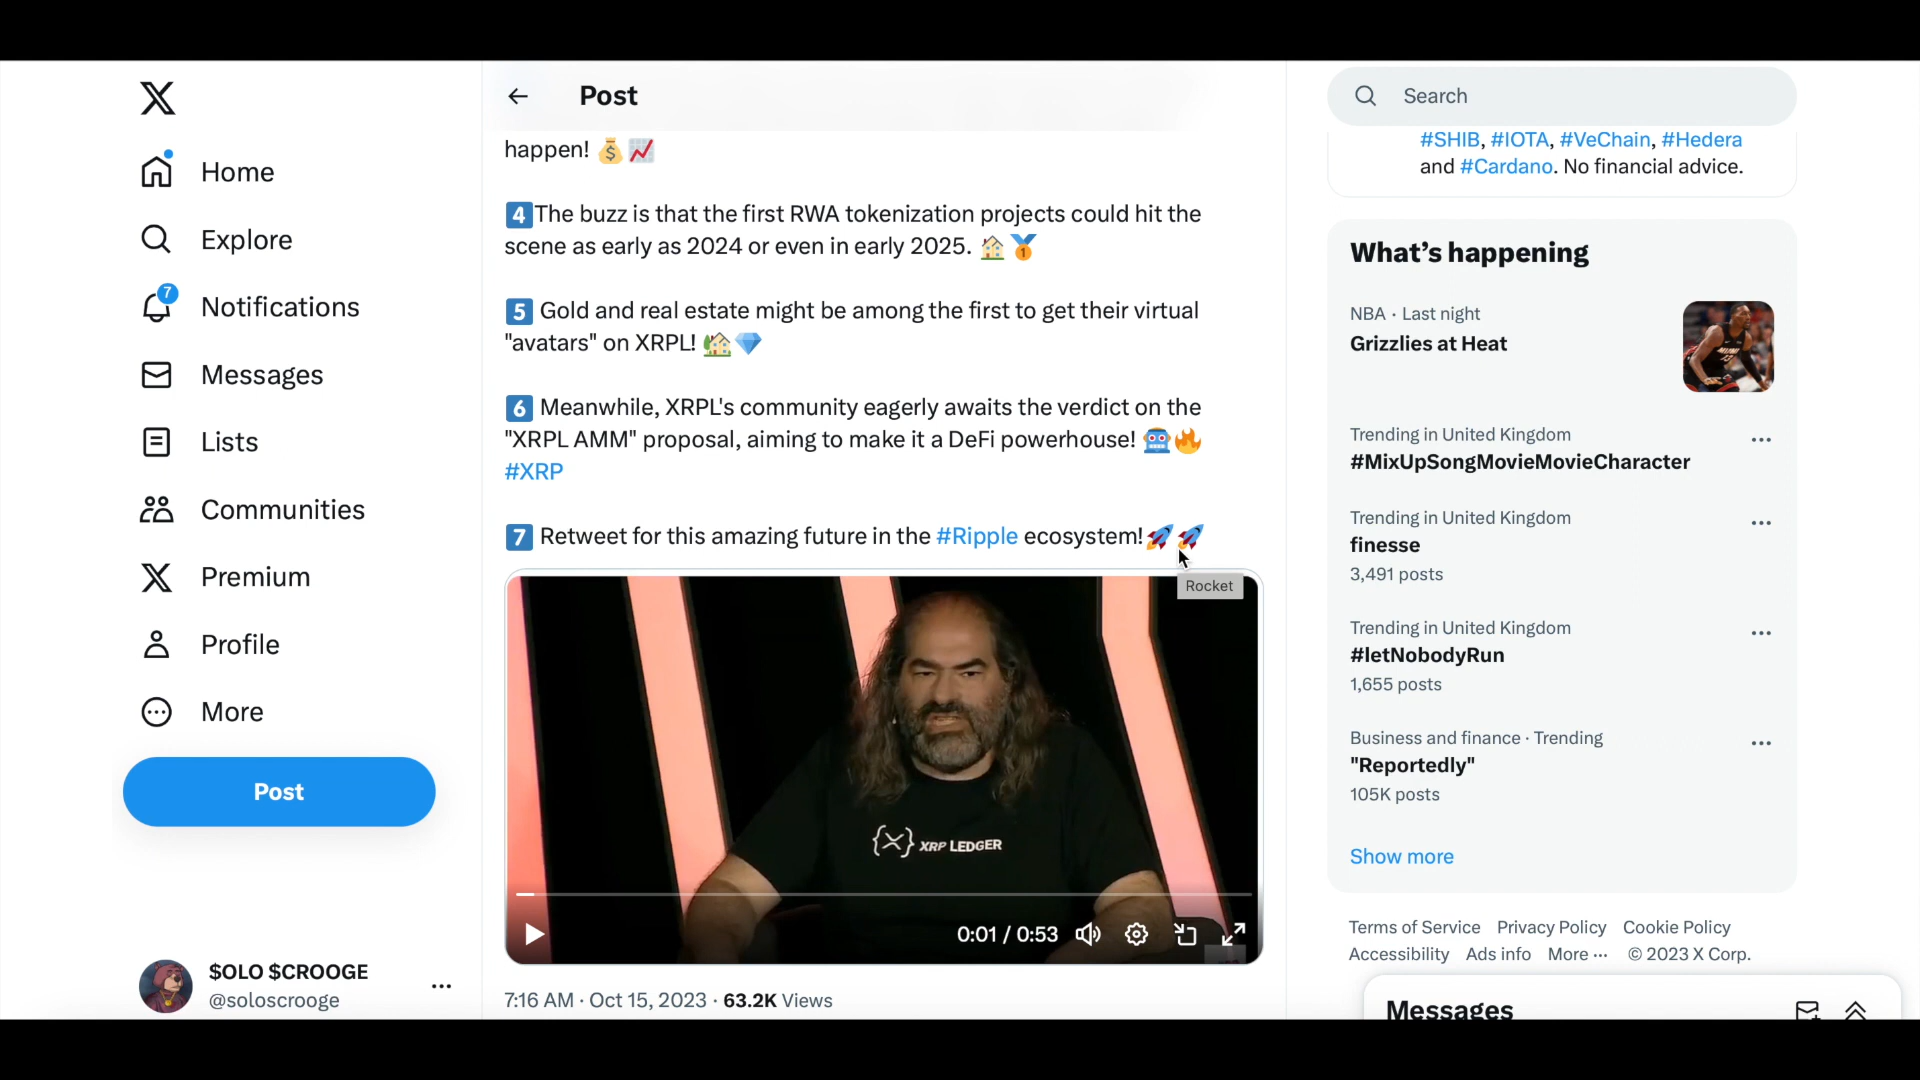 Home
Explore
7
Notifications
Messages
Lists
Communities
Premium
Profile
More
Post
$OLO $CROOGE
@soloscrooge
Post
happen! 💰📈
4️⃣The buzz is that the first RWA tokenization projects could hit the
scene as early as 2024 or even in early 2025. 🏠🥇
5️⃣ Gold and real estate might be among the first to get their virtual
"avatars" on XRPL! 🏡💎
6️⃣ Meanwhile, XRPL's community eagerly awaits the verdict on the
"XRPL AMM" proposal, aiming to make it a DeFi powerhouse! 🤖🔥
#XRP
7️⃣ Retweet for this amazing future in the #Ripple ecosystem!🚀🚀
Rocket
XRP LEDGER
0:01 / 0:53
7:16 AM · Oct 15, 2023 · 63.2K Views
Search
#SHIB, #IOTA, #VeChain, #Hedera
and #Cardano. No financial advice.
What's happening
NBA · Last night
Grizzlies at Heat
Trending in United Kingdom
#MixUpSongMovieMovieCharacter
Trending in United Kingdom
finesse
3,491 posts
Trending in United Kingdom
#letNobodyRun
1,655 posts
Business and finance · Trending
"Reportedly"
105K posts
Show more
Terms of Service Privacy Policy Cookie Policy
Accessibility Ads info More ··· © 2023 X Corp.
Messages